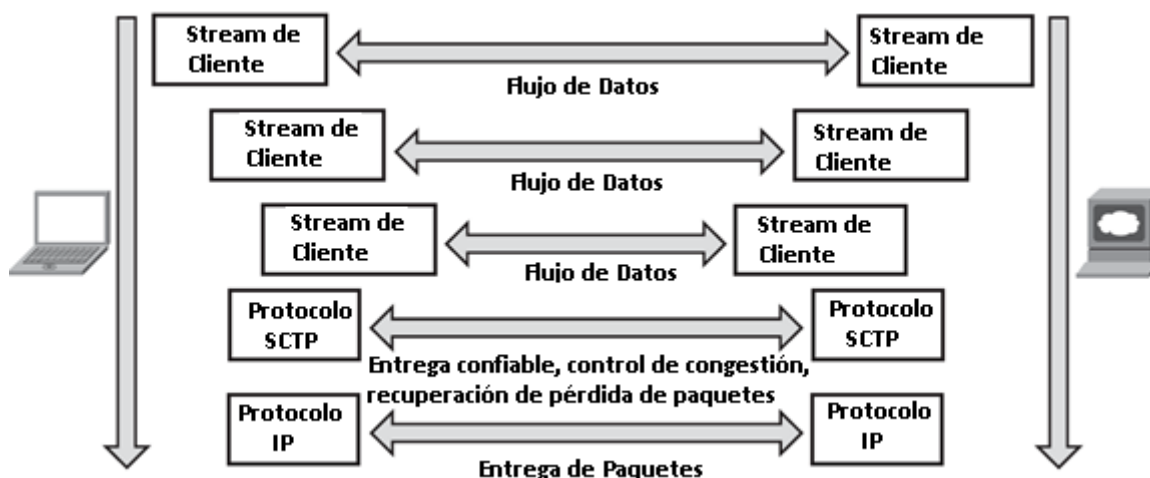 Stream de
Cliente
Stream de
Cliente
Flujo de Datos
Stream de
Cliente
Stream de
Cliente
Flujo de Datos
Stream de
Cliente
Stream de
Cliente
Flujo de Datos
Protocolo
SCTP
Protocolo
SCTP
Entrega confiable, control de congestión,
recuperación de pérdida de paquetes
Protocolo
IP
Protocolo
IP
Entrega de Paquetes